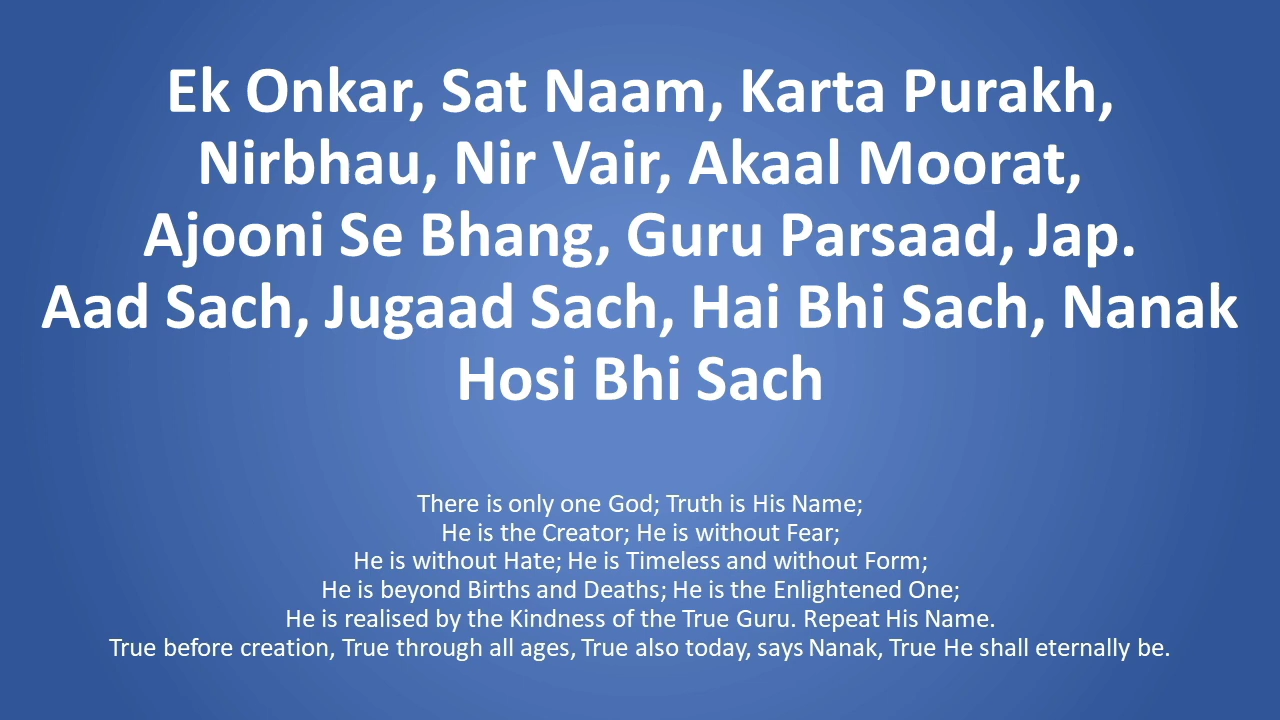 Ek Onkar, Sat Naam, Karta Purakh,
Nirbhau, Nir Vair, Akaal Moorat,
Ajooni Se Bhang, Guru Parsaad, Jap.
Aad Sach, Jugaad Sach, Hai Bhi Sach, Nanak
Hosi Bhi Sach
There is only one God; Truth is His Name;
He is the Creator; He is without Fear;
He is without Hate; He is Timeless and without Form;
He is beyond Births and Deaths; He is the Enlightened One;
He is realised by the Kindness of the True Guru. Repeat His Name.
True before creation, True through all ages, True also today, says Nanak, True He shall eternally be.